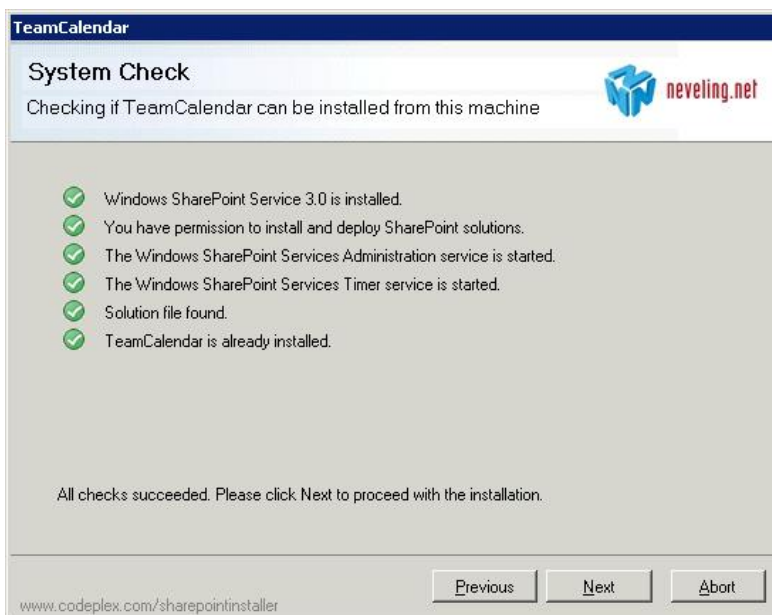 TeamCalendar
System Check
Checking if TeamCalendar can be installed from this machine
neveling.net
Windows SharePoint Service 3.0 is installed.
You have permission to install and deploy SharePoint solutions.
The Windows SharePoint Services Administration service is started.
The Windows SharePoint Services Timer service is started.
Solution file found.
TeamCalendar is already installed.
All checks succeeded. Please click Next to proceed with the installation.
Previous Next Abort
www.codeplex.com/sharepointinstaller